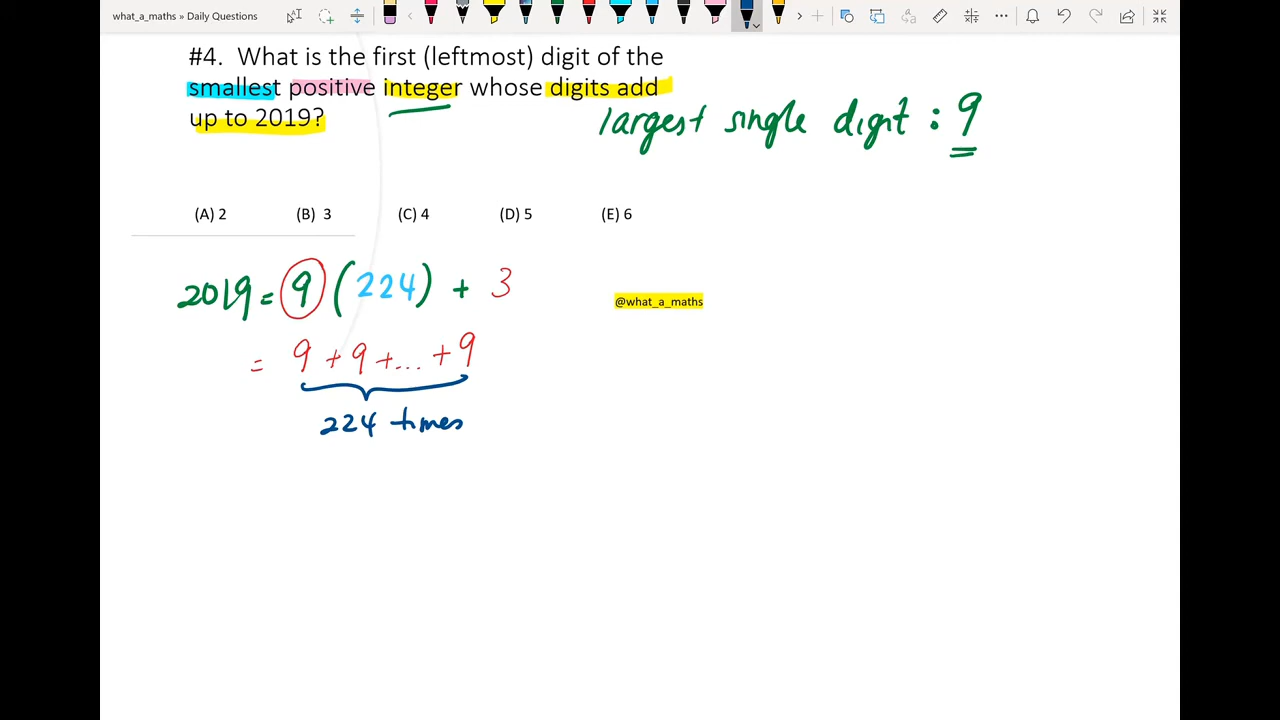 what_a_maths » Daily Questions
#4. What is the first (leftmost) digit of the
smallest positive integer whose digits add
up to 2019?
largest single digit : 9
(A) 2 (B) 3 (C) 4 (D) 5 (E) 6
2019 = 9 (224) + 3
@what_a_maths
= 9 + 9 + ... + 9
224 times